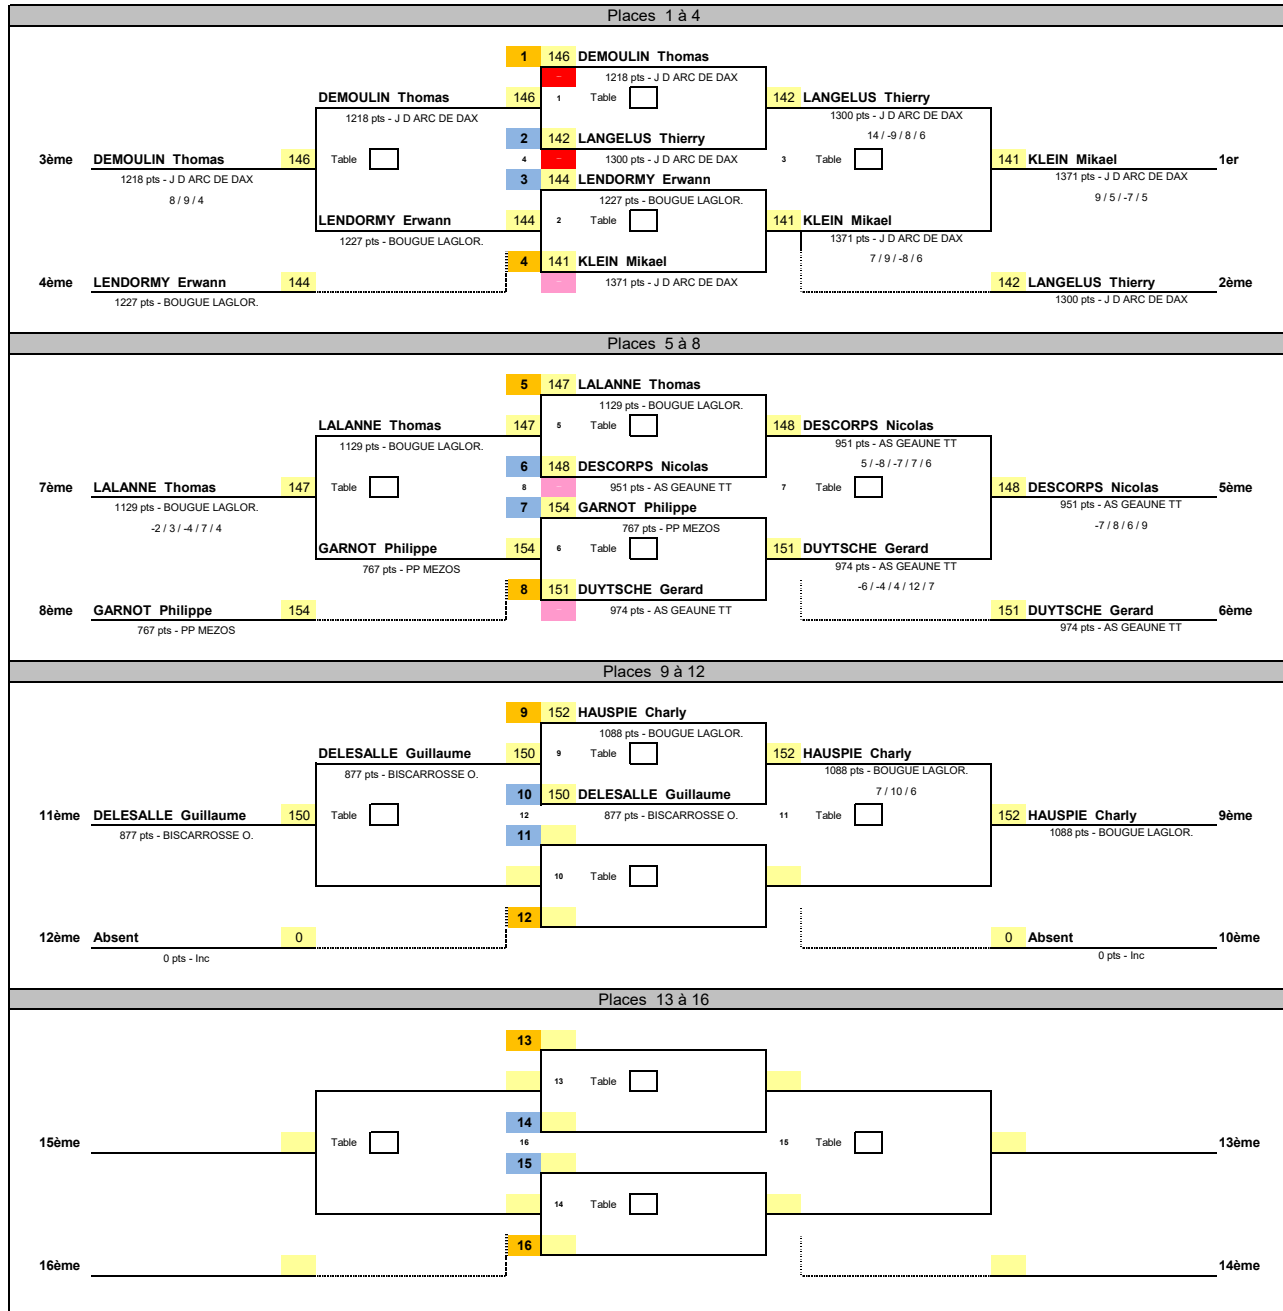 Places 1 à 4
1 146 DEMOULIN Thomas
1218 pts - J D ARC DE DAX
DEMOULIN Thomas 146 1 Table 142 LANGELUS Thierry
1218 pts - J D ARC DE DAX 1300 pts - J D ARC DE DAX
2 142 LANGELUS Thierry 14 / -9 / 8 / 6
3ème DEMOULIN Thomas 146 Table 4 1300 pts - J D ARC DE DAX 3 Table 141 KLEIN Mikael 1er
1218 pts - J D ARC DE DAX 3 144 LENDORMY Erwann 1371 pts - J D ARC DE DAX
8 / 9 / 4 1227 pts - BOUGUE LAGLOR. 9 / 5 / -7 / 5
LENDORMY Erwann 144 2 Table 141 KLEIN Mikael
1227 pts - BOUGUE LAGLOR. 1371 pts - J D ARC DE DAX
4 141 KLEIN Mikael 7 / 9 / -8 / 6
4ème LENDORMY Erwann 144 1371 pts - J D ARC DE DAX 142 LANGELUS Thierry 2ème
1227 pts - BOUGUE LAGLOR. 1300 pts - J D ARC DE DAX
Places 5 à 8
5 147 LALANNE Thomas
1129 pts - BOUGUE LAGLOR.
LALANNE Thomas 147 5 Table 148 DESCORPS Nicolas
1129 pts - BOUGUE LAGLOR. 951 pts - AS GEAUNE TT
6 148 DESCORPS Nicolas 5 / -8 / -7 / 7 / 6
7ème LALANNE Thomas 147 Table 8 951 pts - AS GEAUNE TT 7 Table 148 DESCORPS Nicolas 5ème
1129 pts - BOUGUE LAGLOR. 7 154 GARNOT Philippe 951 pts - AS GEAUNE TT
-2 / 3 / -4 / 7 / 4 767 pts - PP MEZOS -7 / 8 / 6 / 9
GARNOT Philippe 154 6 Table 151 DUYTSCHE Gerard
767 pts - PP MEZOS 974 pts - AS GEAUNE TT
8 151 DUYTSCHE Gerard -6 / -4 / 4 / 12 / 7
8ème GARNOT Philippe 154 974 pts - AS GEAUNE TT 151 DUYTSCHE Gerard 6ème
767 pts - PP MEZOS 974 pts - AS GEAUNE TT
Places 9 à 12
9 152 HAUSPIE Charly
1088 pts - BOUGUE LAGLOR.
DELESALLE Guillaume 150 9 Table 152 HAUSPIE Charly
877 pts - BISCARROSSE O. 1088 pts - BOUGUE LAGLOR.
10 150 DELESALLE Guillaume 7 / 10 / 6
11ème DELESALLE Guillaume 150 Table 12 877 pts - BISCARROSSE O. 11 Table 152 HAUSPIE Charly 9ème
877 pts - BISCARROSSE O. 11 1088 pts - BOUGUE LAGLOR.
10 Table
12
12ème Absent 0 0 Absent 10ème
0 pts - Inc 0 pts - Inc
Places 13 à 16
13
13 Table
14
15ème Table 16 15 Table 13ème
15
14 Table
16
16ème 14ème